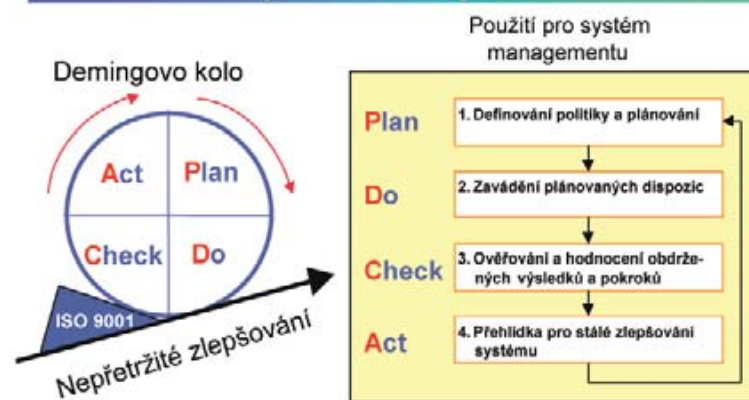 Použití pro systém
managementu
Demingovo kolo
Act
Plan
Check
Do
ISO 9001
Nepřetržité zlepšování
Plan
1. Definování politiky a plánování
Do
2. Zavádění plánovaných dispozic
Check
3. Ověřování a hodnocení obdrže-
ných výsledků a pokroků
Act
4. Přehlídka pro stálé zlepšování
systému